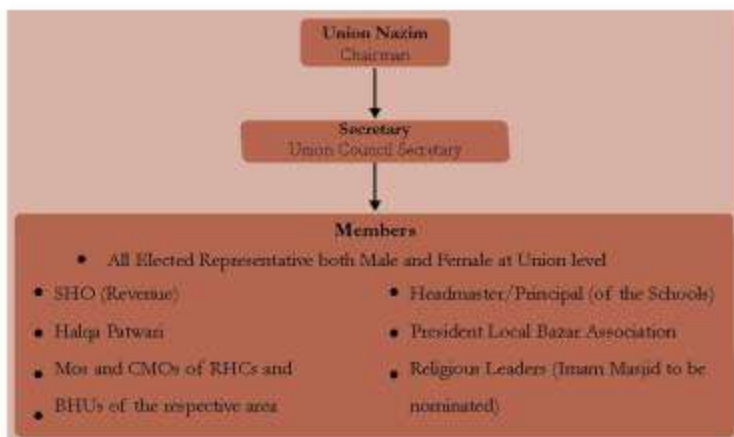 Union Nazim
Chairman
Secretary
Union Council Secretary
Members
• All Elected Representative both Male and Female at Union level
• SHO (Revenue)
• Halqa Patwari
• Mos and CMOs of RHCs and
• BHUs of the respective area
• Headmaster/Principal (of the Schools)
• President Local Bazar Association
• Religious Leaders (Imam Masjid to be
nominated)